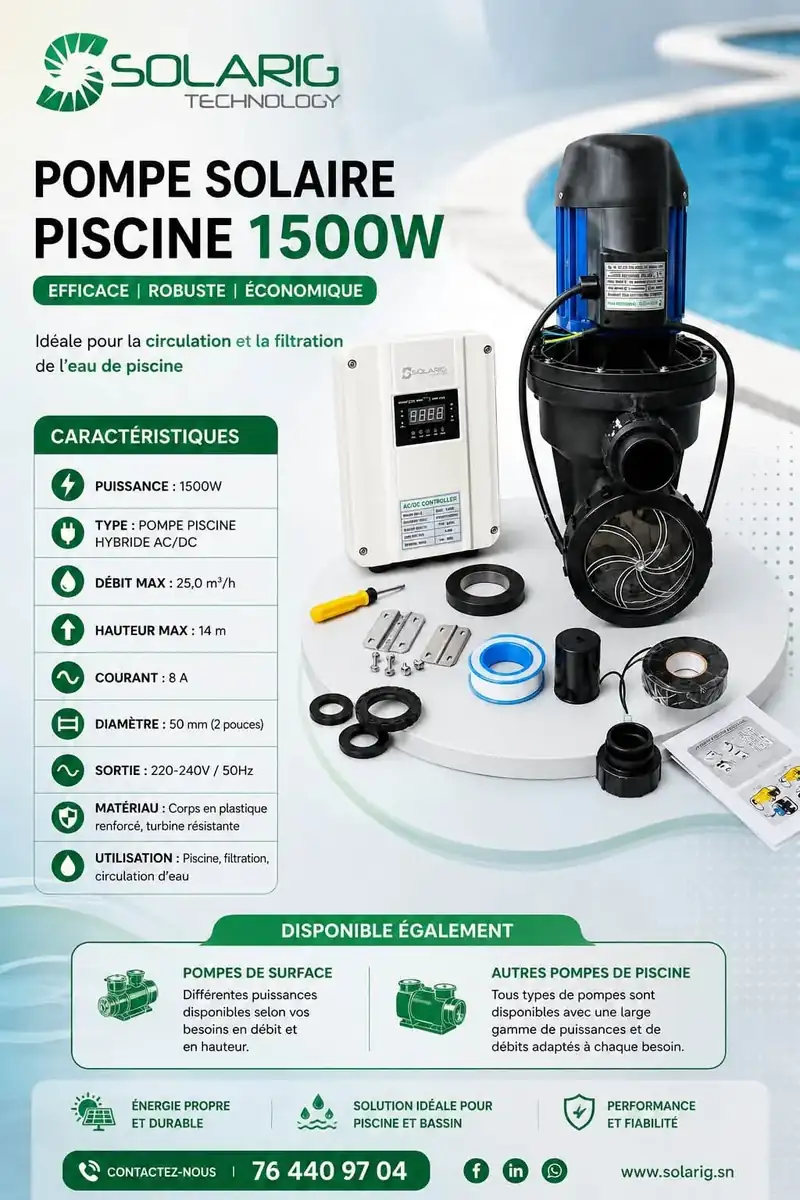 SOLARIG
TECHNOLOGY
POMPE SOLAIRE
PISCINE 1500W
EFFICACE | ROBUSTE | ÉCONOMIQUE
Idéale pour la circulation et la filtration
de l'eau de piscine
SOLARIG
AC/DC CONTROLLER
CARACTÉRISTIQUES
PUISSANCE : 1500W
TYPE : POMPE PISCINE
HYBRIDE AC/DC
DÉBIT MAX : 25,0 m³/h
HAUTEUR MAX : 14 m
COURANT : 8 A
DIAMÈTRE : 50 mm (2 pouces)
SORTIE : 220-240V / 50Hz
MATÉRIAU : Corps en plastique
renforcé, turbine résistante
UTILISATION : Piscine, filtration,
circulation d'eau
DISPONIBLE ÉGALEMENT
POMPES DE SURFACE
Différentes puissances
disponibles selon vos
besoins en débit et
en hauteur.
AUTRES POMPES DE PISCINE
Tous types de pompes sont
disponibles avec une large
gamme de puissances et de
débits adaptés à chaque besoin.
ÉNERGIE PROPRE
ET DURABLE
SOLUTION IDÉALE POUR
PISCINE ET BASSIN
PERFORMANCE
ET FIABILITÉ
CONTACTEZ-NOUS | 76 440 97 04
www.solarig.sn